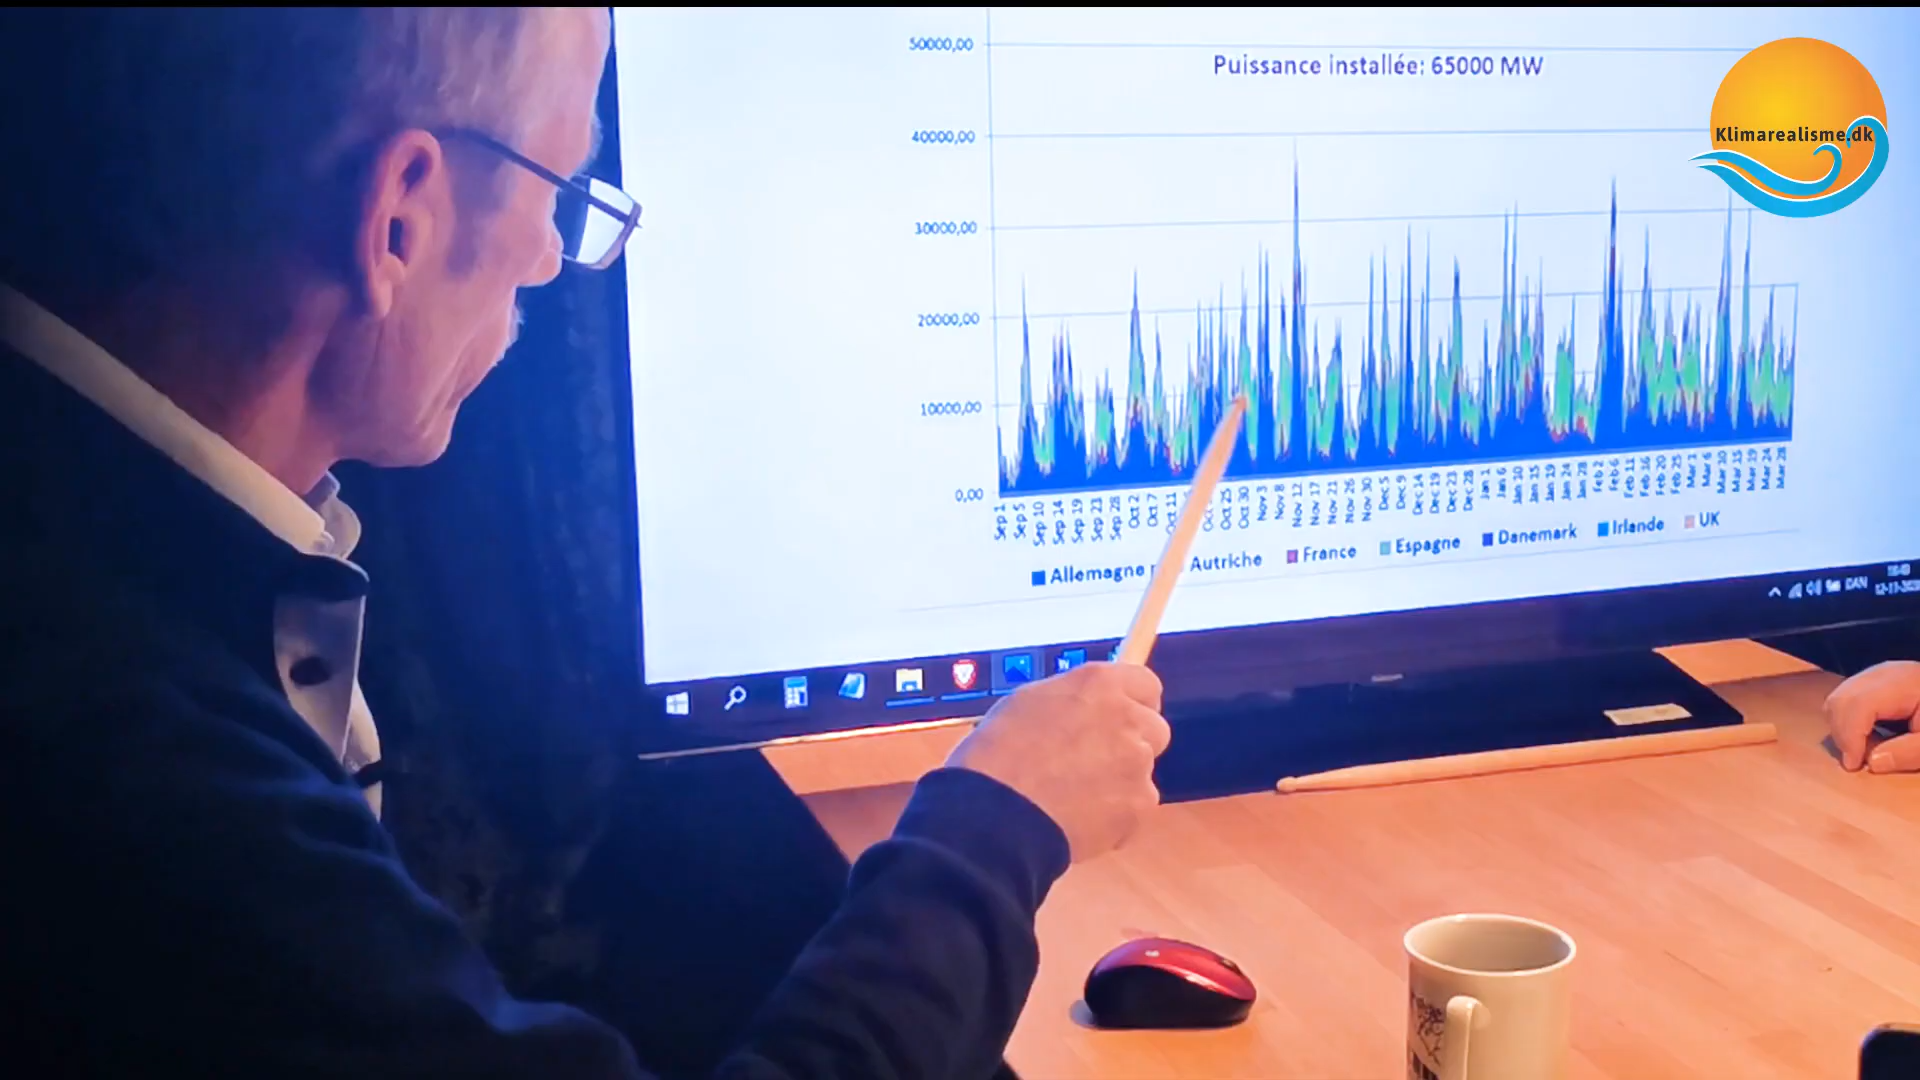 50000,00
Puissance installée: 65000 MW
Klimarealisme.dk
40000,00
30000,00
20000,00
10000,00
0,00
Sep 1 Sep 5 Sep 10 Sep 14 Sep 19 Sep 23 Sep 28 Oct 2 Oct 7 Oct 11 Oct 25 Oct 30 Nov 3 Nov 8 Nov 12 Nov 17 Nov 21 Nov 26 Nov 30 Dec 5 Dec 9 Dec 14 Dec 19 Dec 23 Dec 28 Jan 1 Jan 6 Jan 10 Jan 15 Jan 19 Jan 24 Jan 28 Feb 2 Feb 6 Feb 11 Feb 16 Feb 20 Feb 25 Mar 1 Mar 6 Mar 10 Mar 15 Mar 19 Mar 24 Mar 28
Allemagne Autriche France Espagne Danemark Irlande UK
DAN
W